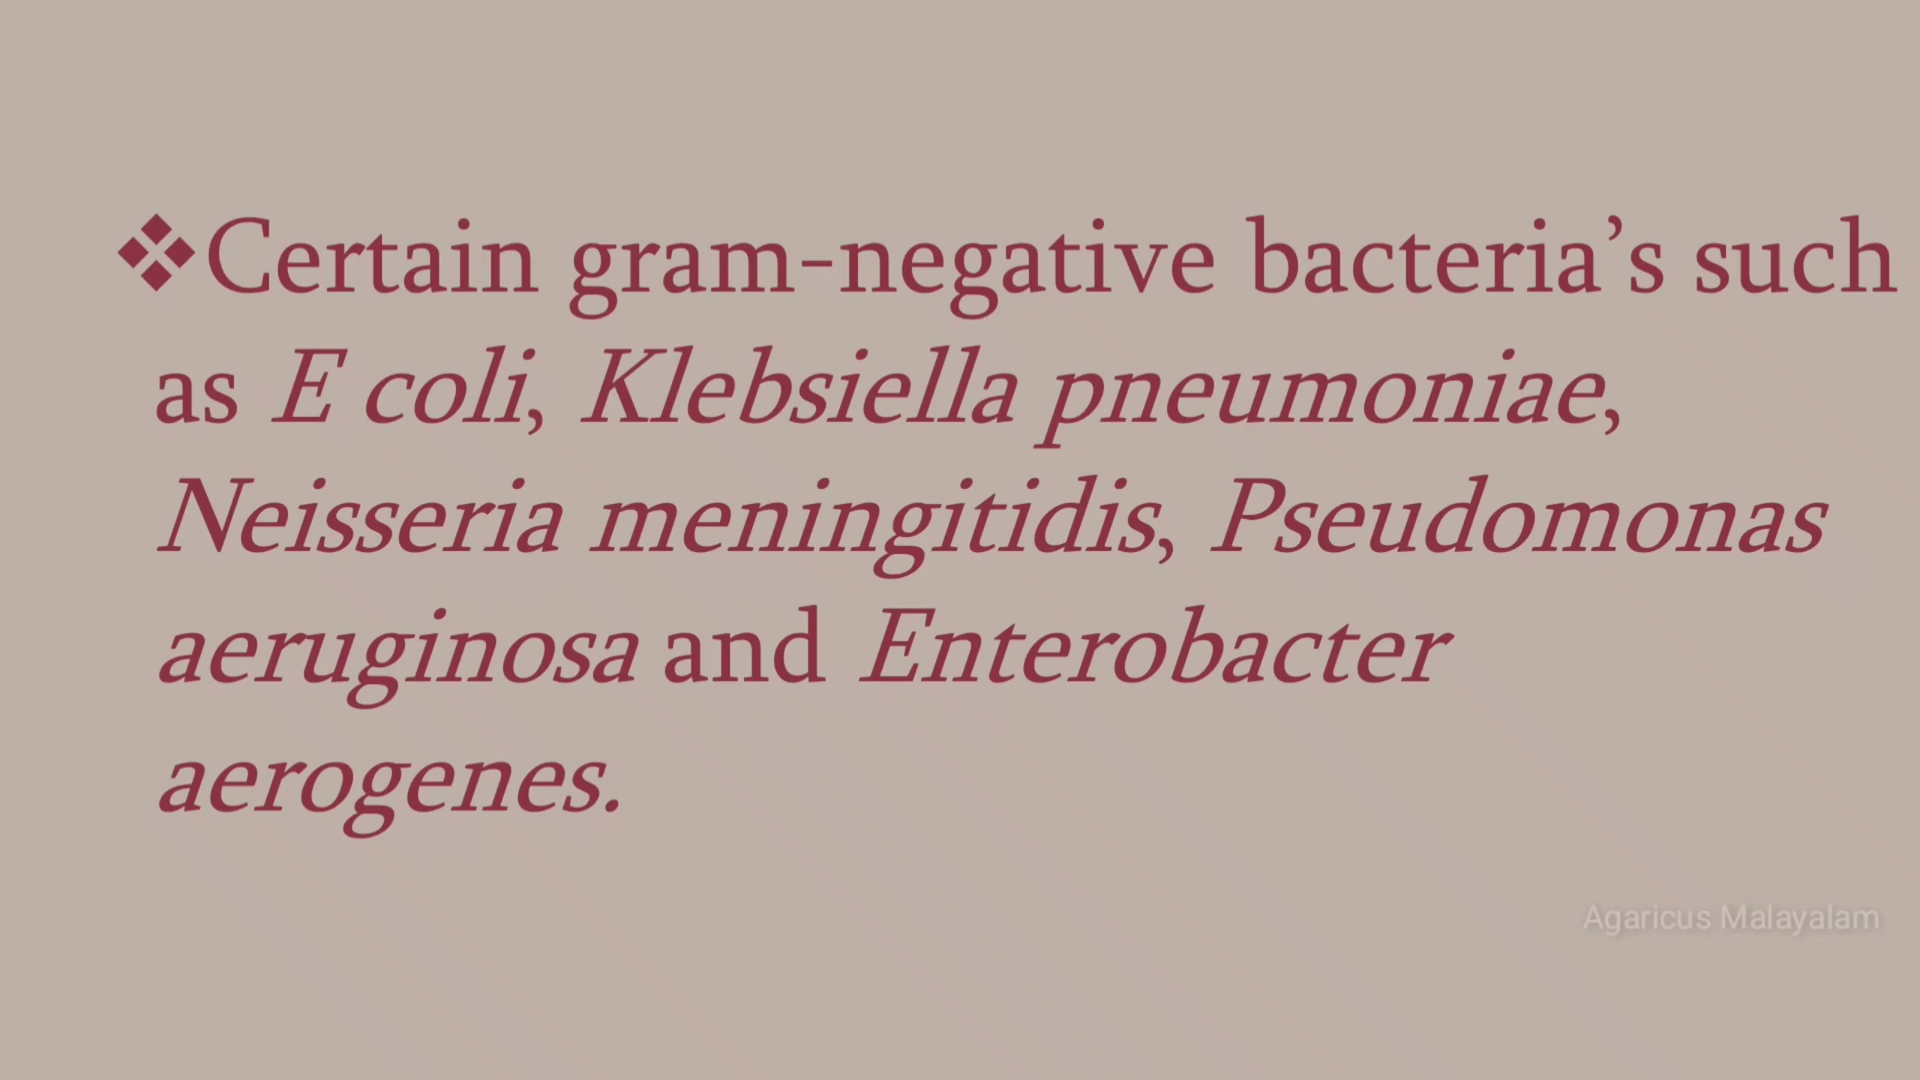 ❖Certain gram-negative bacteria’s such
as E coli, Klebsiella pneumoniae,
Neisseria meningitidis, Pseudomonas
aeruginosa and Enterobacter
aerogenes.
Agaricus Malayalam